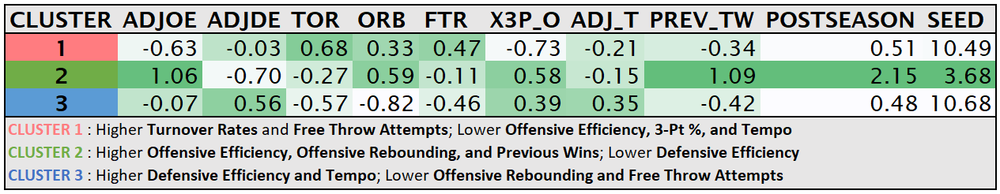 CLUSTER ADJOE ADJDE TOR ORB FTR X3P_O ADJ_T PREV_TW POSTSEASON SEED
1 -0.63 -0.03 0.68 0.33 0.47 -0.73 -0.21 -0.34 0.51 10.49
2 1.06 -0.70 -0.27 0.59 -0.11 0.58 -0.15 1.09 2.15 3.68
3 -0.07 0.56 -0.57 -0.82 -0.46 0.39 0.35 -0.42 0.48 10.68
CLUSTER 1 : Higher Turnover Rates and Free Throw Attempts; Lower Offensive Efficiency, 3-Pt %, and Tempo
CLUSTER 2 : Higher Offensive Efficiency, Offensive Rebounding, and Previous Wins; Lower Defensive Efficiency
CLUSTER 3 : Higher Defensive Efficiency and Tempo; Lower Offensive Rebounding and Free Throw Attempts